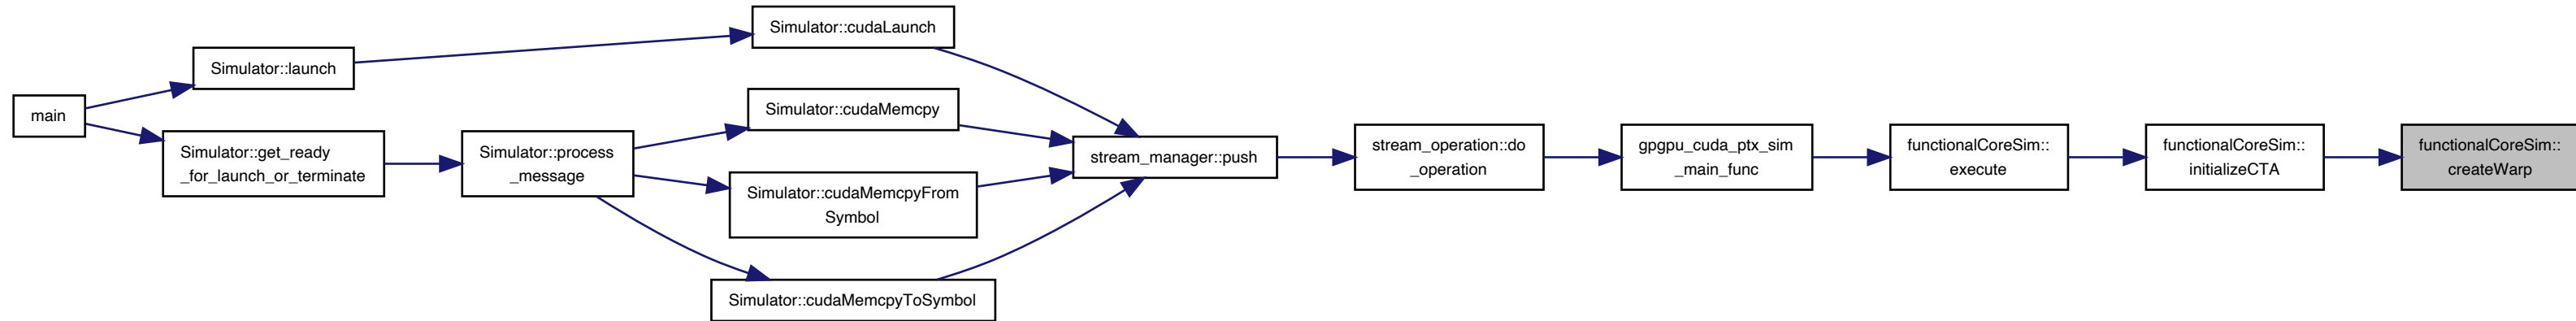 main
Simulator::launch
Simulator::get_ready
_for_launch_or_terminate
Simulator::process
_message
Simulator::cudaLaunch
Simulator::cudaMemcpy
Simulator::cudaMemcpyFrom
Symbol
Simulator::cudaMemcpyToSymbol
stream_manager::push
stream_operation::do
_operation
gpgpu_cuda_ptx_sim
_main_func
functionalCoreSim::
execute
functionalCoreSim::
initializeCTA
functionalCoreSim::
createWarp